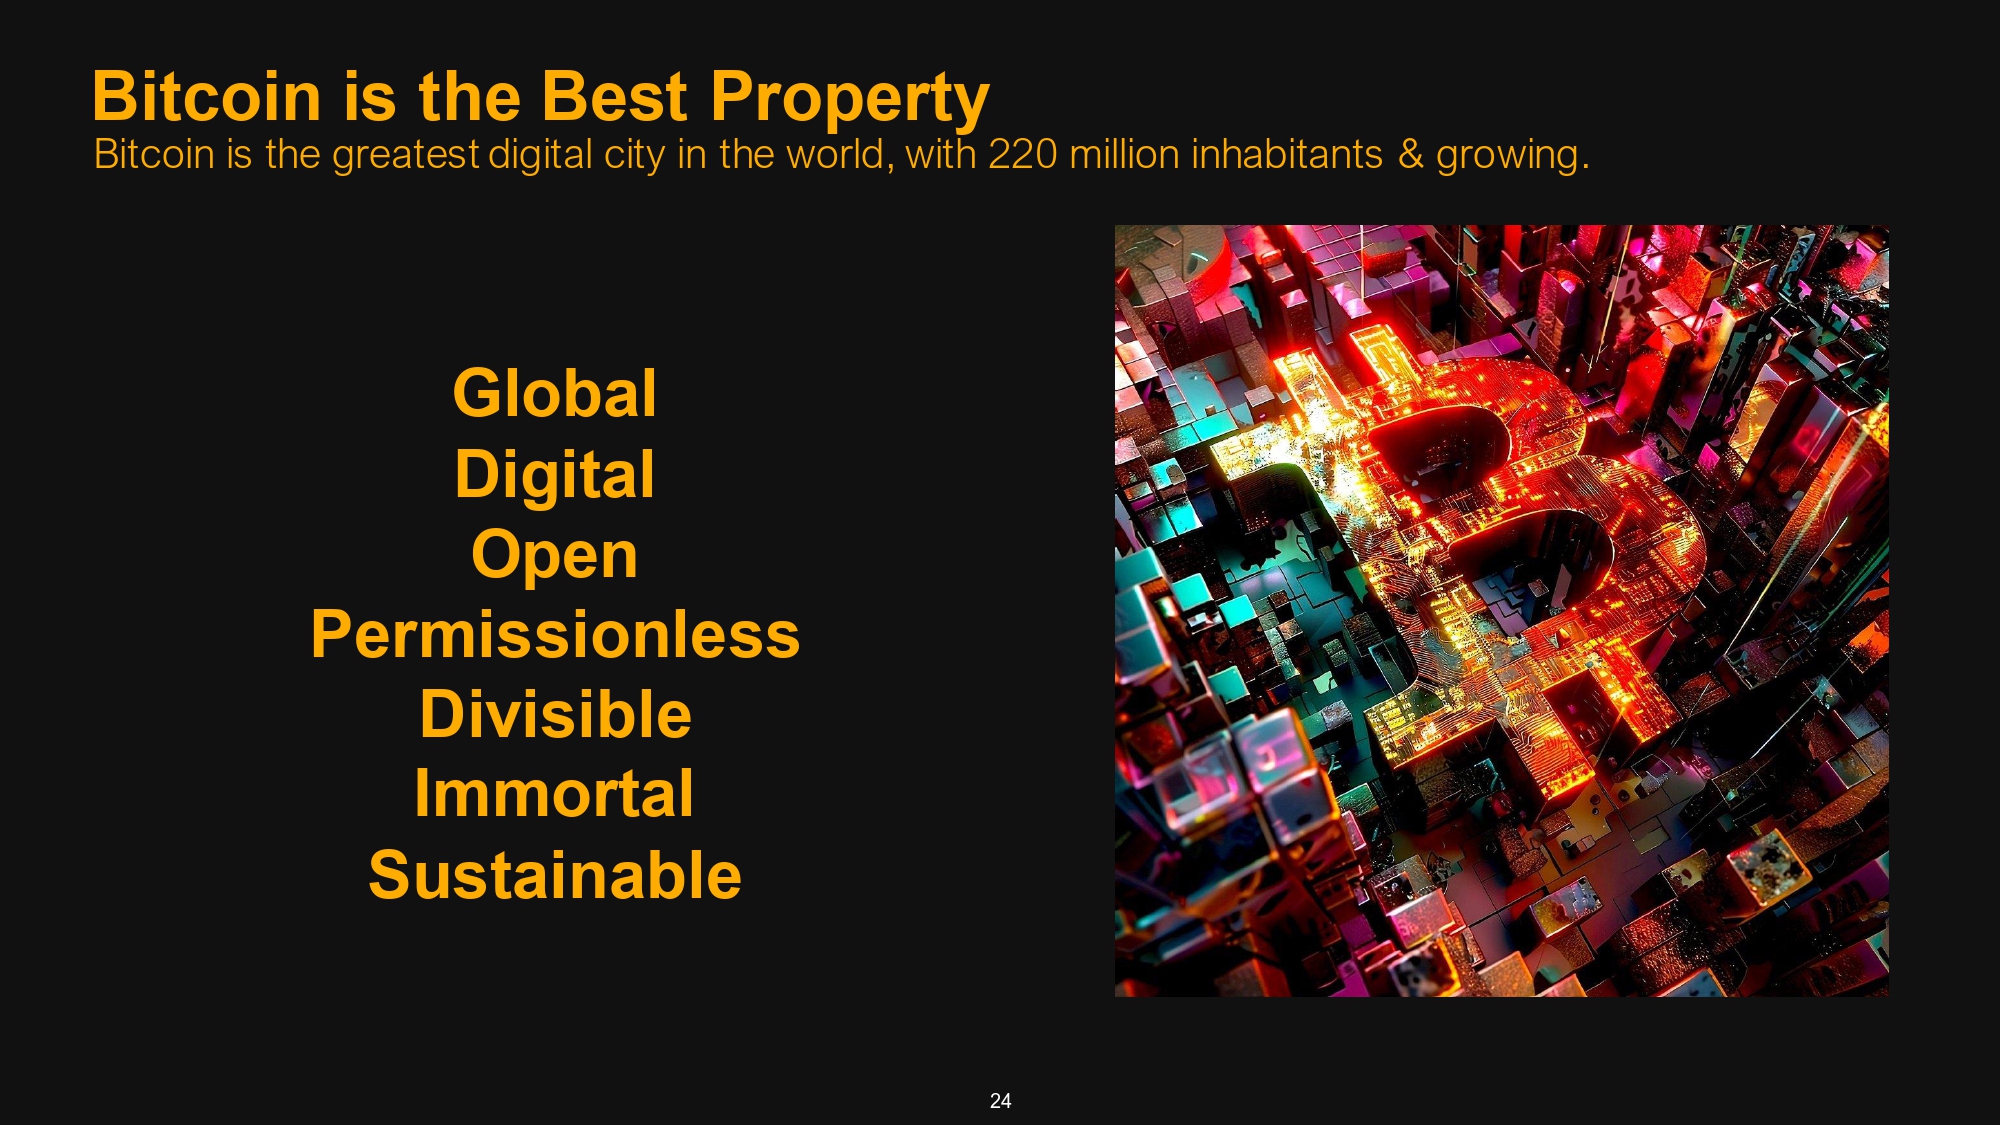 Bitcoin is the Best Property
Bitcoin is the greatest digital city in the world, with 220 million inhabitants & growing.
Global
Digital
Open
Permissionless
Divisible
Immortal
Sustainable
24